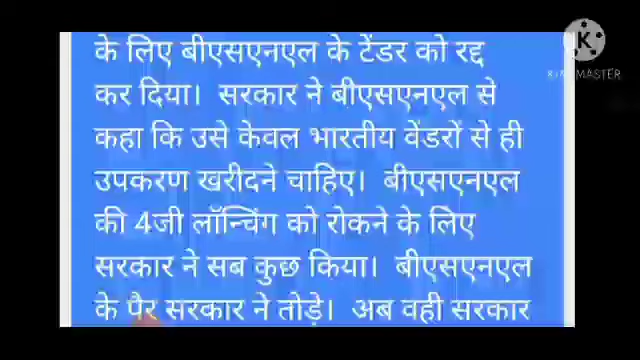 के लिए बीएसएनएल के टेंडर को रद्द
कर दिया। सरकार ने बीएसएनएल से
कहा कि उसे केवल भारतीय वेंडरों से ही
उपकरण खरीदने चाहिए। बीएसएनएल
की 4जी लॉन्चिंग को रोकने के लिए
सरकार ने सब कुछ किया। बीएसएनएल
के पैर सरकार ने तोड़े। अब वही सरकार
K
KINEMASTER